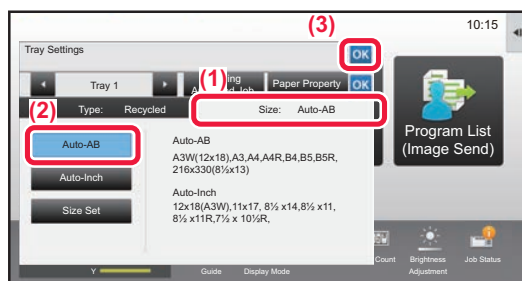 (3)
10:15
Tray Settings
OK
Tray 1
(1)
ing
Job
Paper Property
OK
(2)
Type: Recycled
Size: Auto-AB
Auto-AB
Auto-Inch
Size Set
Auto-AB
A3W(12x18),A3,A4,A4R,B4,B5,B5R,
216x330(8½x13)
Auto-Inch
12x18(A3W),11x17, 8½ x14,8½ x11,
8½ x11R,7½ x 10½R,
Program List
(Image Send)
Y
Guide
Display Mode
Count
Brightness
Adjustment
Job Status